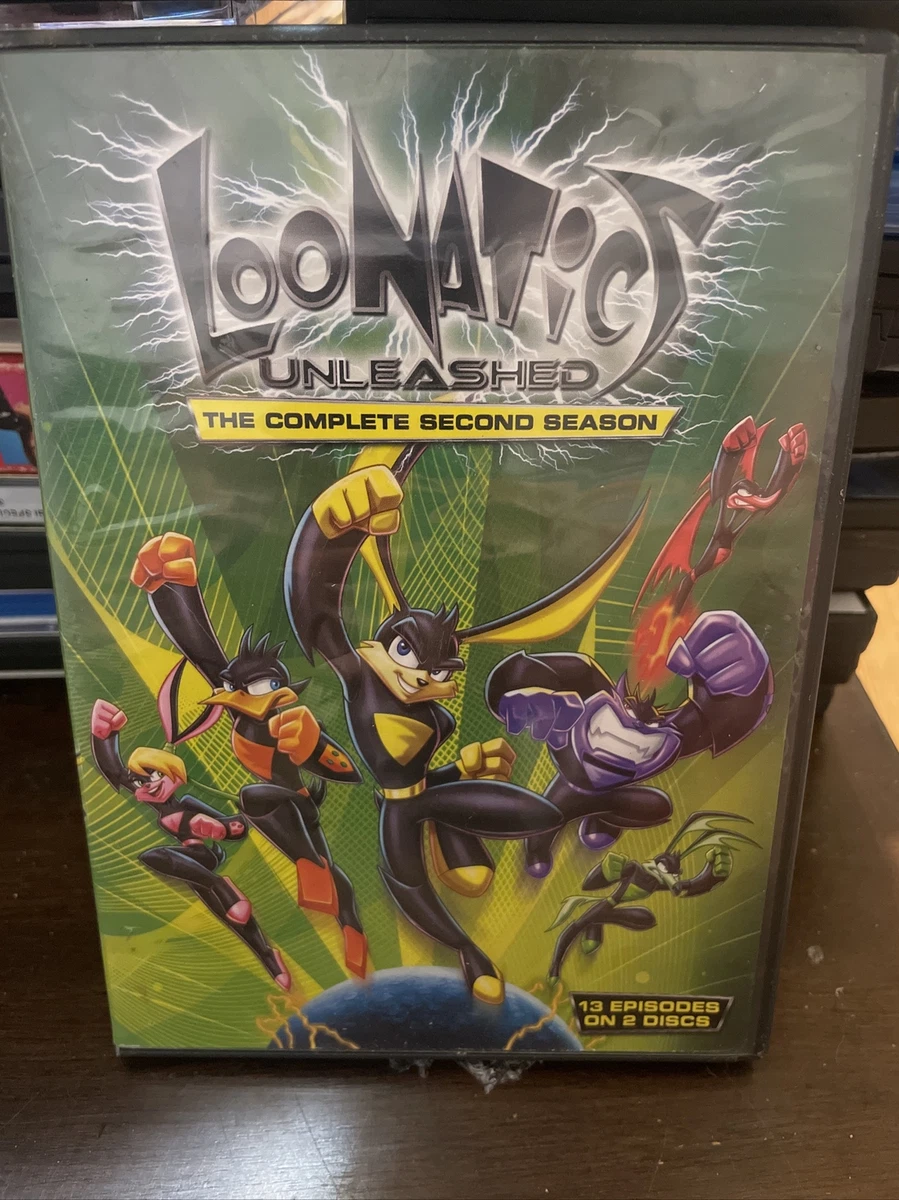 LOONATICS
UNLEASHED
THE COMPLETE SECOND SEASON
13 EPISODES
ON 2 DISCS